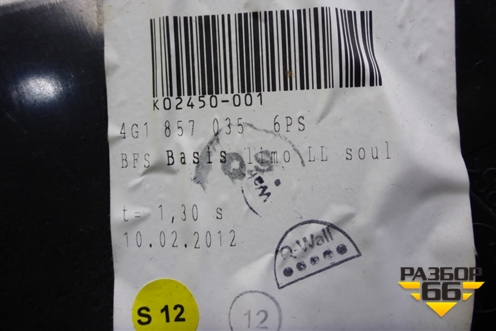 K02450-001
4G1 857 035 6PS
BFS Basis limo LL soul
t= 1,30 s
10.02.2012
Q-Wall
S 12
12
РАЗБОР
66